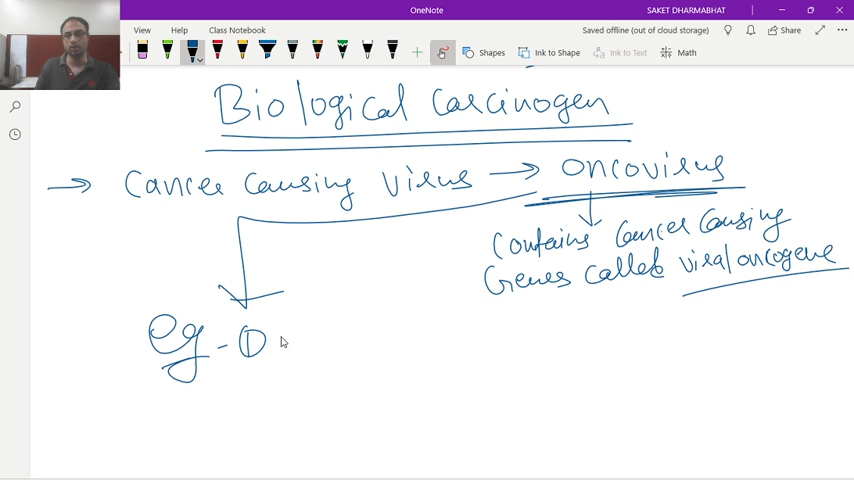 OneNote
SAKET DHARMABHAT
View Help Class Notebook
Saved offline (out of cloud storage)
Share
Shapes
Ink to Shape
Ink to Text
Math
Biological Carcinogen
→ Cancer Causing Virus → Oncovirus
Contains Cancer Causing
Genes called viral oncogene
eg - ①